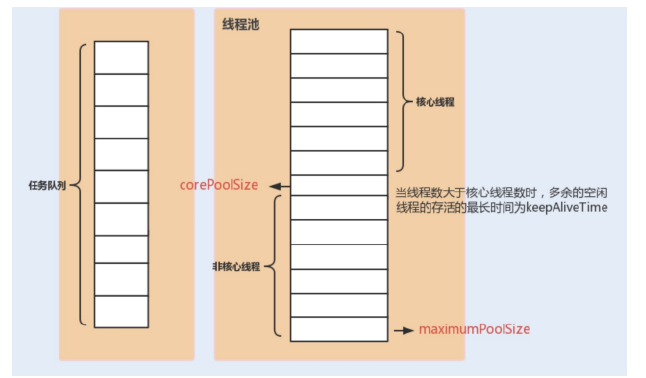 线程池
核心线程
任务队列
corePoolSize
当线程数大于核心线程数时，多余的空闲
线程的存活的最长时间为keepAliveTime
非核心线程
maximumPoolSize